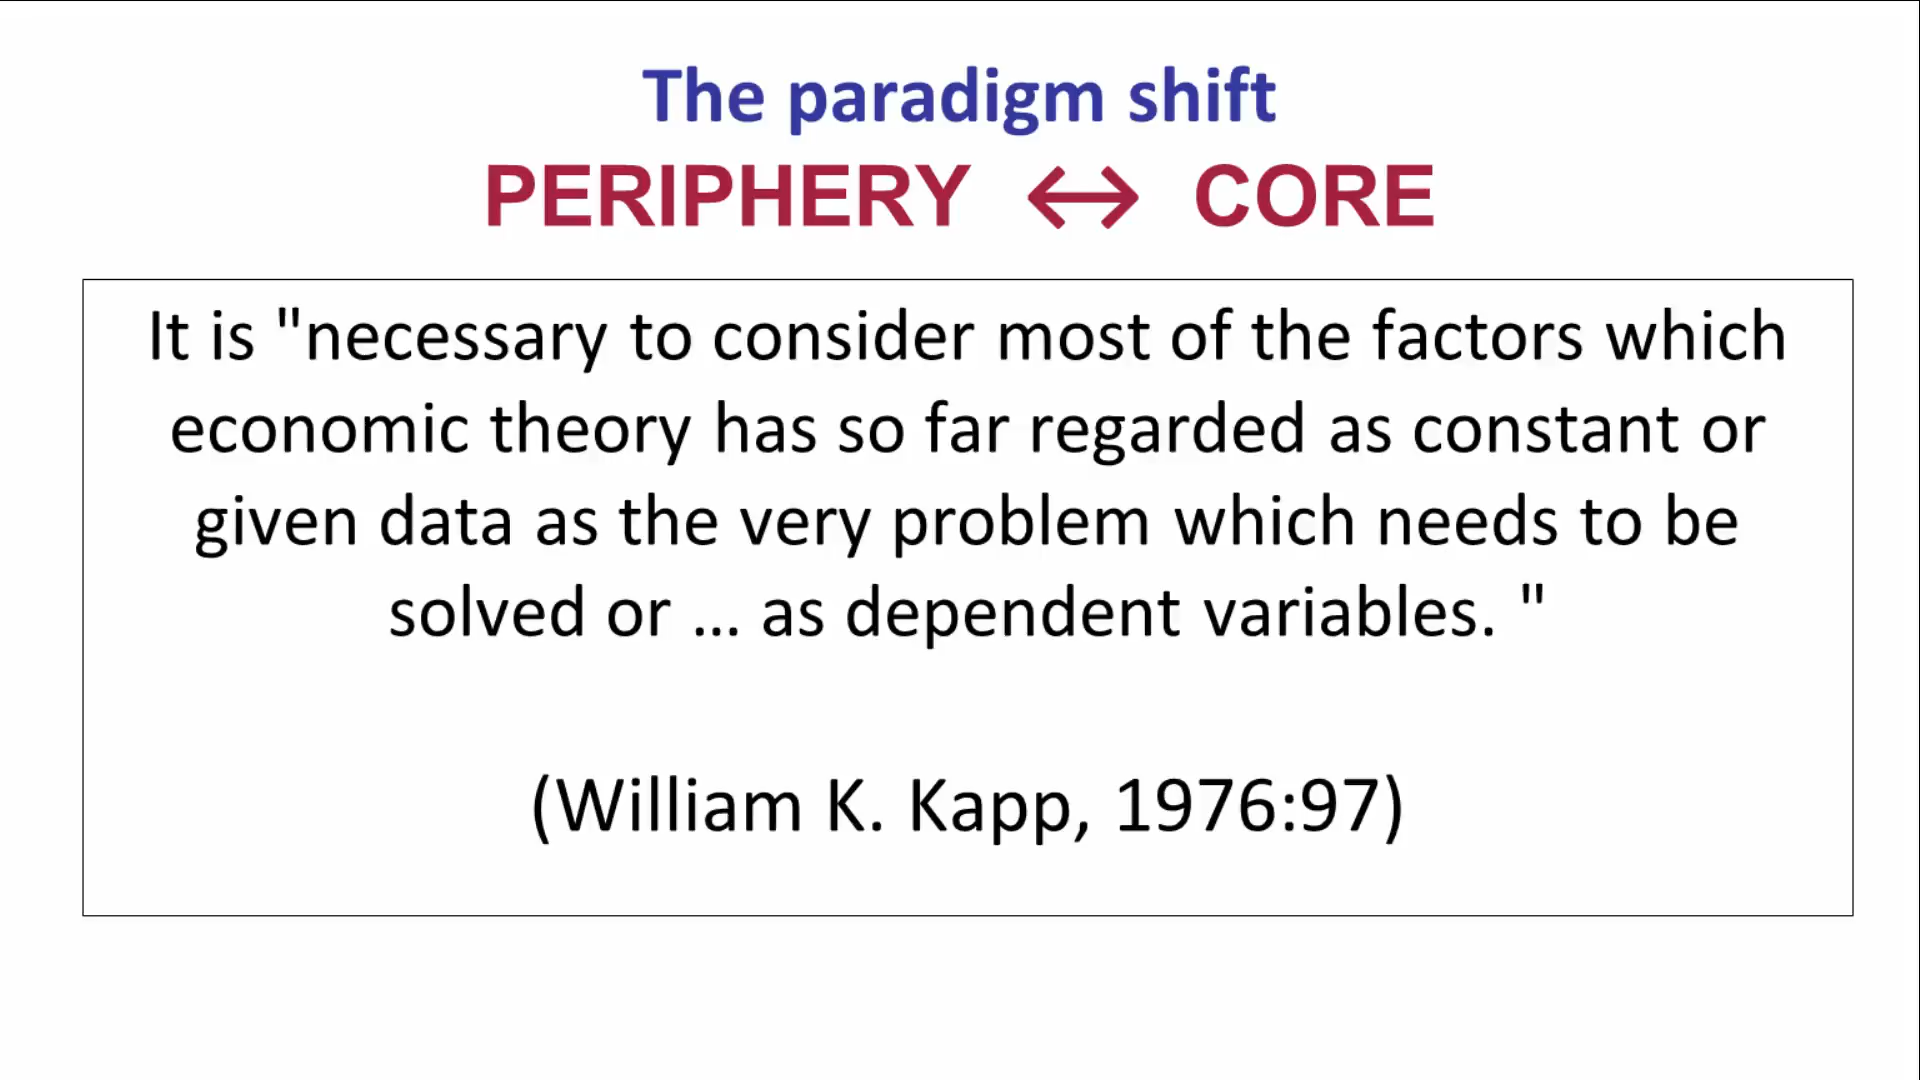 The paradigm shift
PERIPHERY ↔ CORE
It is "necessary to consider most of the factors which
economic theory has so far regarded as constant or
given data as the very problem which needs to be
solved or ... as dependent variables. "
(William K. Kapp, 1976:97)